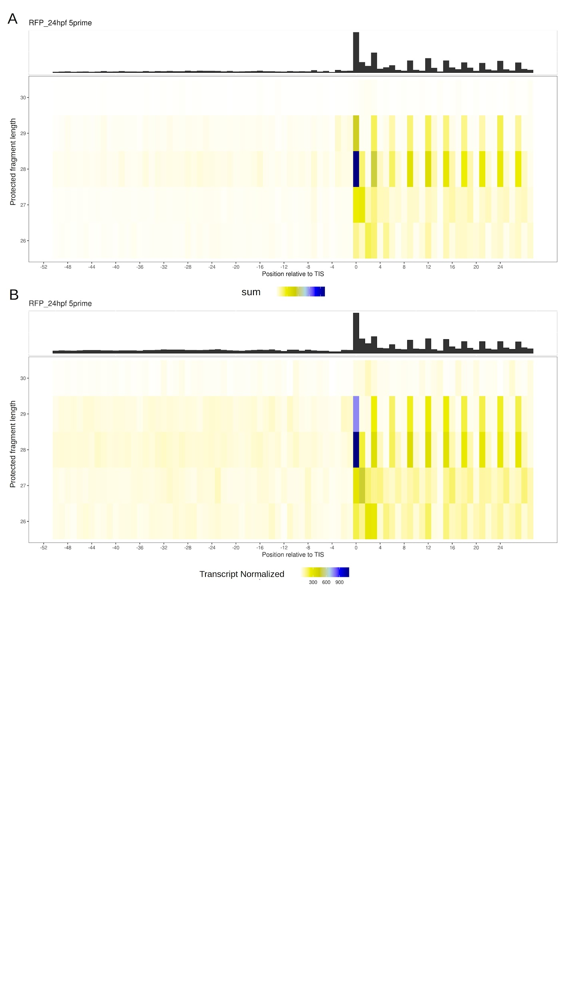 A
RFP_24hpf 5prime
Protected fragment length
30
29
28
27
26
-52 -48 -44 -40 -36 -32 -28 -24 -20 -16 -12 -8 -4 0 4 8 12 16 20 24
Position relative to TIS
sum
B
RFP_24hpf 5prime
Protected fragment length
30
29
28
27
26
-52 -48 -44 -40 -36 -32 -28 -24 -20 -16 -12 -8 -4 0 4 8 12 16 20 24
Position relative to TIS
Transcript Normalized
300 600 900